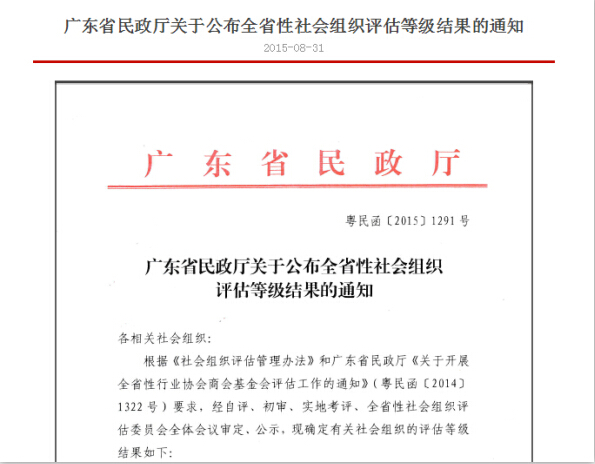 广东省民政厅关于公布全省性社会组织评估等级结果的通知
2015-08-31
广东省民政厅
粤民函〔2015〕1291号
广东省民政厅关于公布全省性社会组织
评估等级结果的通知
各相关社会组织：
根据《社会组织评估管理办法》和广东省民政厅《关于开展
全省性行业协会商会基金会评估工作的通知》（粤民函〔2014〕
1322号）要求，经自评、初审、实地考评、全省性社会组织评
估委员会全体会议审定、公示，现确定有关社会组织的评估等级
结果如下：